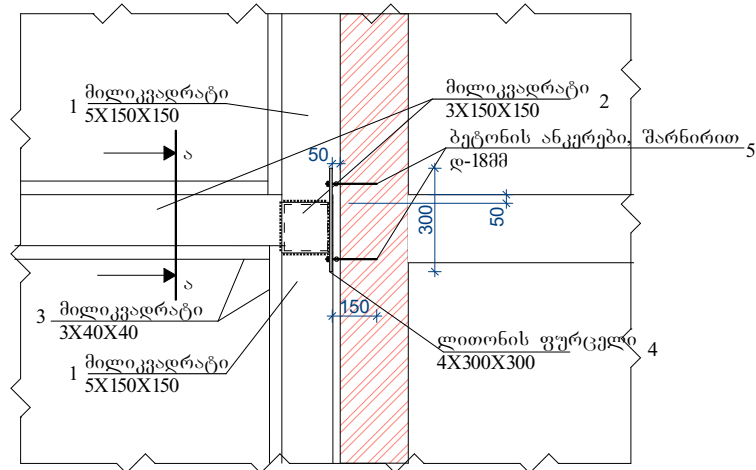 მილიკვადრატი
1 5X150X150
მილიკვადრატი
3X150X150 2
ბეტონის ანკერები, შარნირით 5
დ-18მმ
50
ა
50
300
ა
150
3 მილიკვადრატი
3X40X40
ლითონის ფურცელი 4
4X300X300
1 მილიკვადრატი
5X150X150